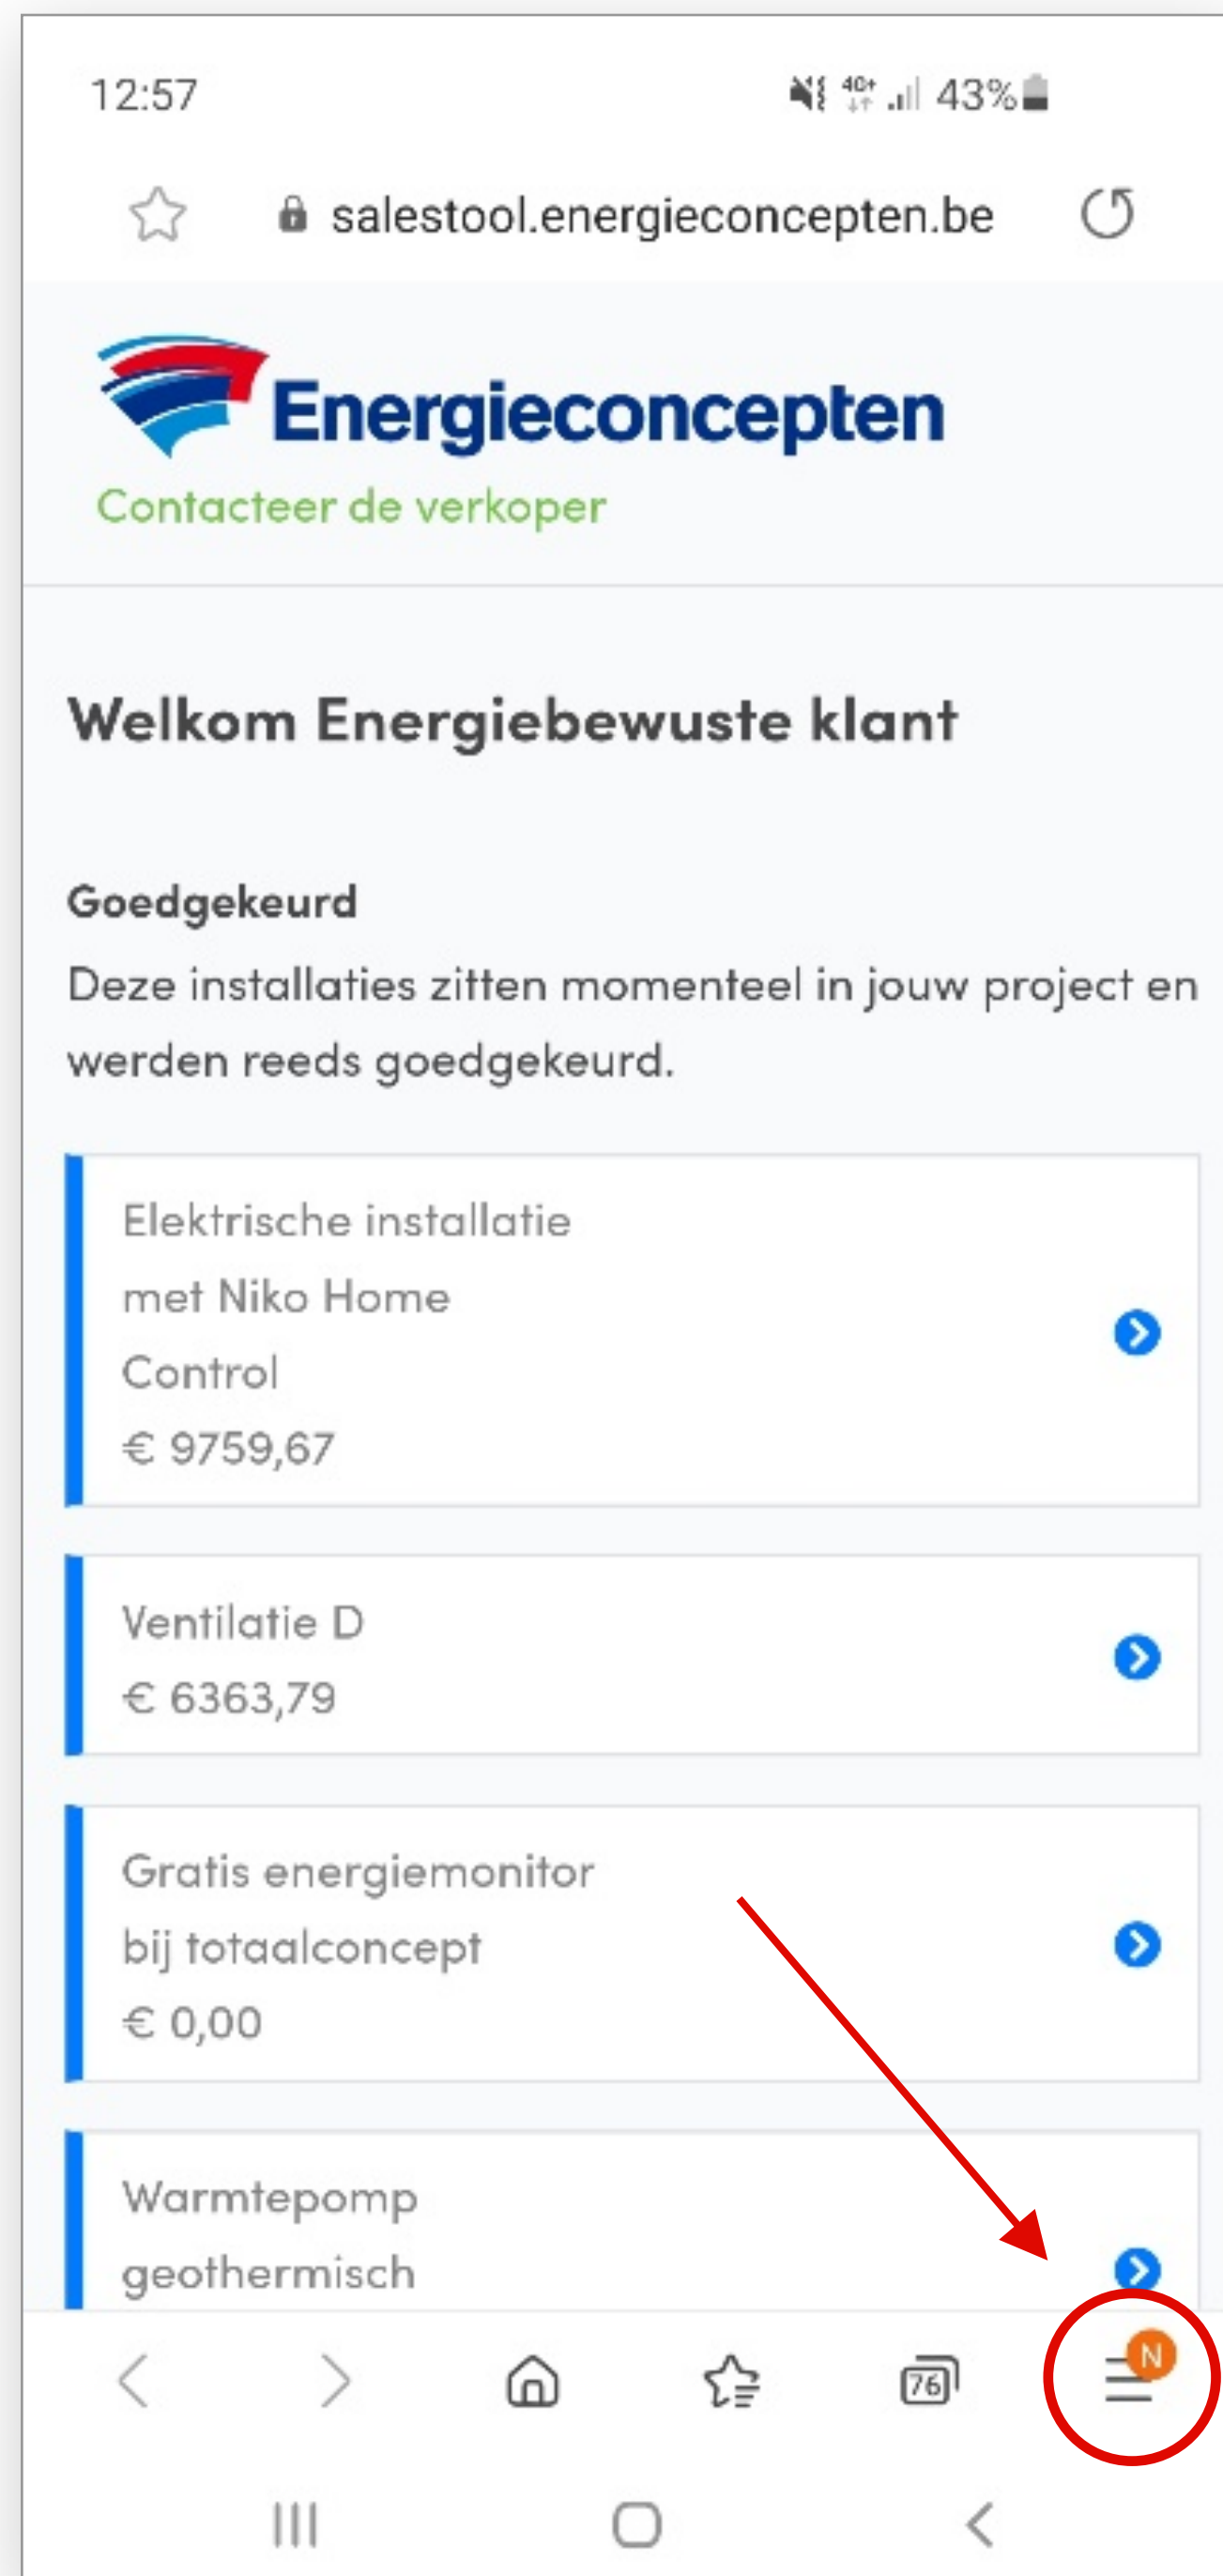 12:57
4G+ 43%
salestool.energieconcepten.be
Energieconcepten
Contacteer de verkoper
Welkom Energiebewuste klant
Goedgekeurd
Deze installaties zitten momenteel in jouw project en
werden reeds goedgekeurd.
Elektrische installatie
met Niko Home
Control
€ 9759,67
Ventilatie D
€ 6363,79
Gratis energiemonitor
bij totaalconcept
€ 0,00
Warmtepomp
geothermisch
76
N